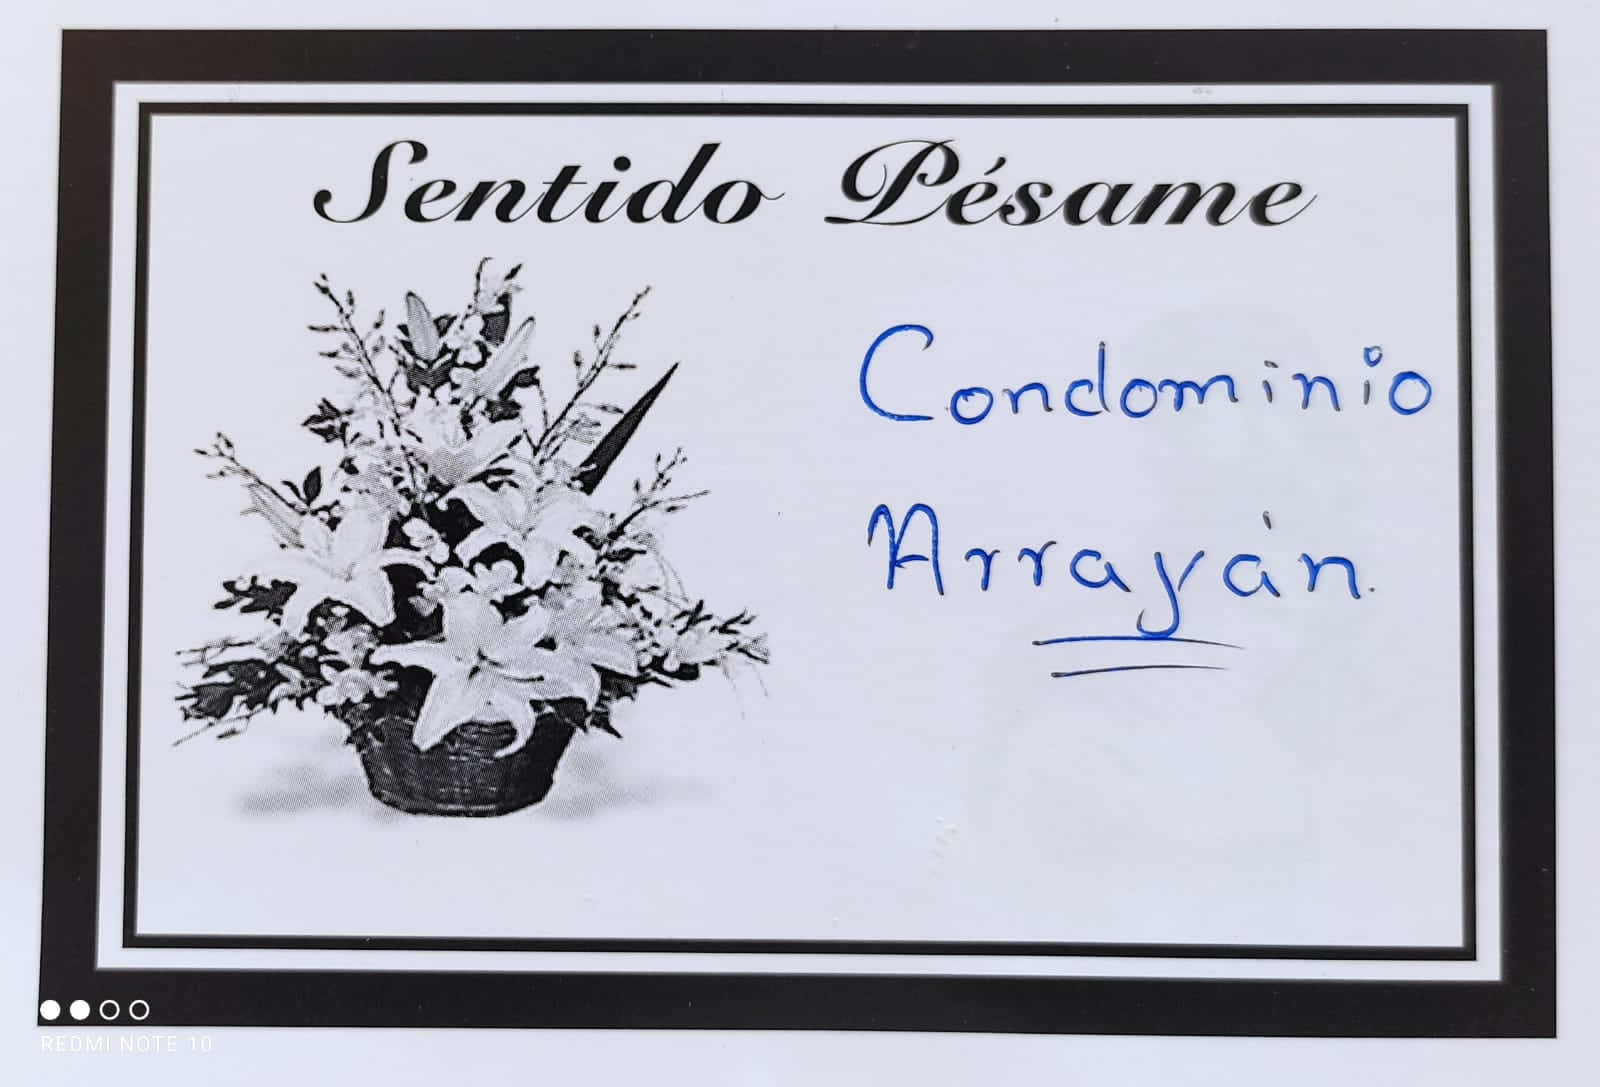 Sentido Pésame
Condominio
Arrayán.
REDMI NOTE 10